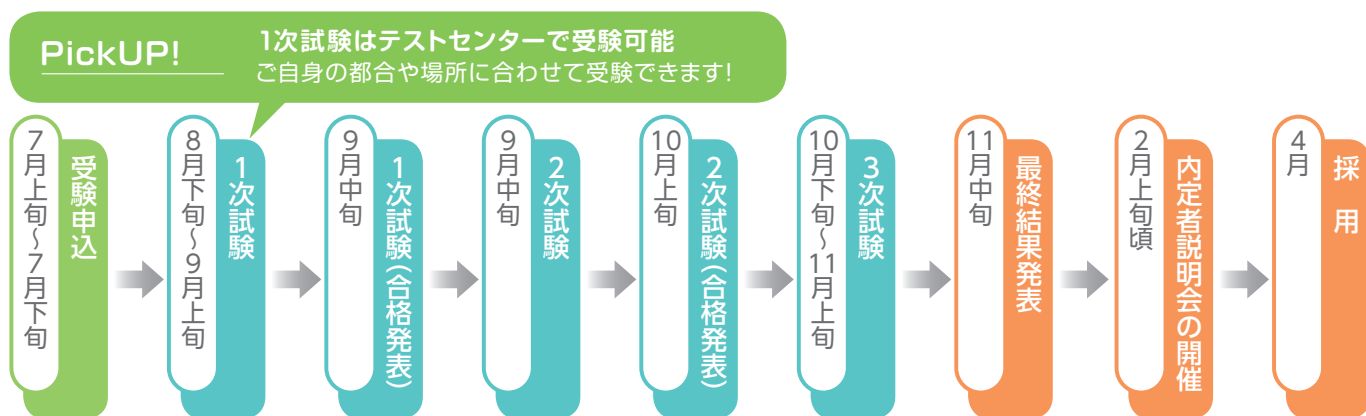 PickUP!
1次試験はテストセンターで受験可能
ご自身の都合や場所に合わせて受験できます!
7月上旬〜7月下旬
受験申込
8月下旬〜9月上旬
1次試験
9月中旬
1次試験(合格発表)
9月中旬
2次試験
10月上旬
2次試験(合格発表)
10月下旬〜11月上旬
3次試験
11月中旬
最終結果発表
2月上旬頃
内定者説明会の開催
4月
採用